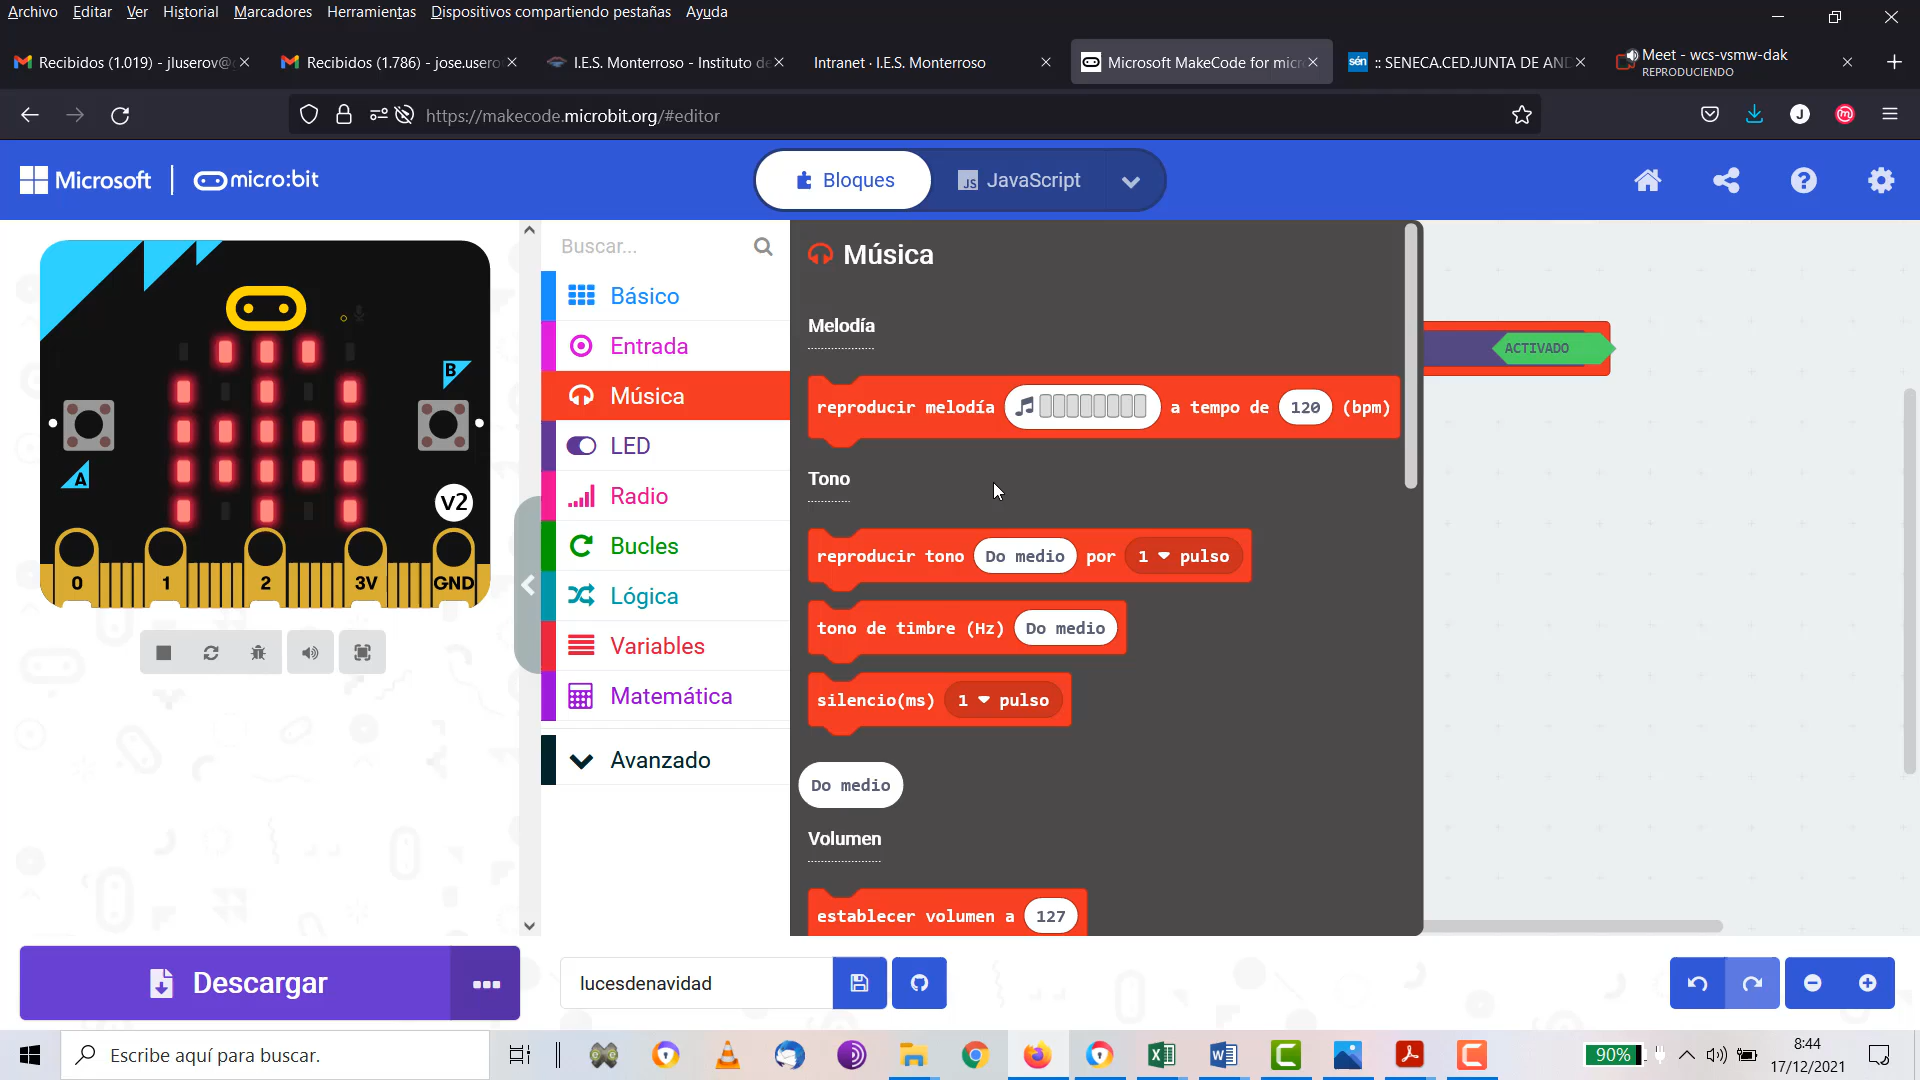 Archivo Editar Ver Historial Marcadores Herramientas Dispositivos compartiendo pestañas Ayuda
Recibidos (1.019) - jluserov@
Recibidos (1.786) - jose.usero
I.E.S. Monterroso - Instituto de
Intranet · I.E.S. Monterroso
Microsoft MakeCode for micr
sén :: SENECA.CED.JUNTA DE AND
Meet - wcs-vsmw-dak
REPRODUCIENDO
https://makecode.microbit.org/#editor
J
Microsoft
micro:bit
Bloques
JS JavaScript
Buscar...
Básico
Entrada
Música
LED
Radio
Bucles
Lógica
Variables
Matemática
Avanzado
B
A
V2
0 1 2 3V GND
Música
Melodía
reproducir melodía a tempo de 120 (bpm)
Tono
reproducir tono Do medio por 1 pulso
tono de timbre (Hz) Do medio
silencio(ms) 1 pulso
Do medio
Volumen
establecer volumen a 127
ACTIVADO
Descargar
lucesdenavidad
Escribe aquí para buscar.
90%
8:44
17/12/2021